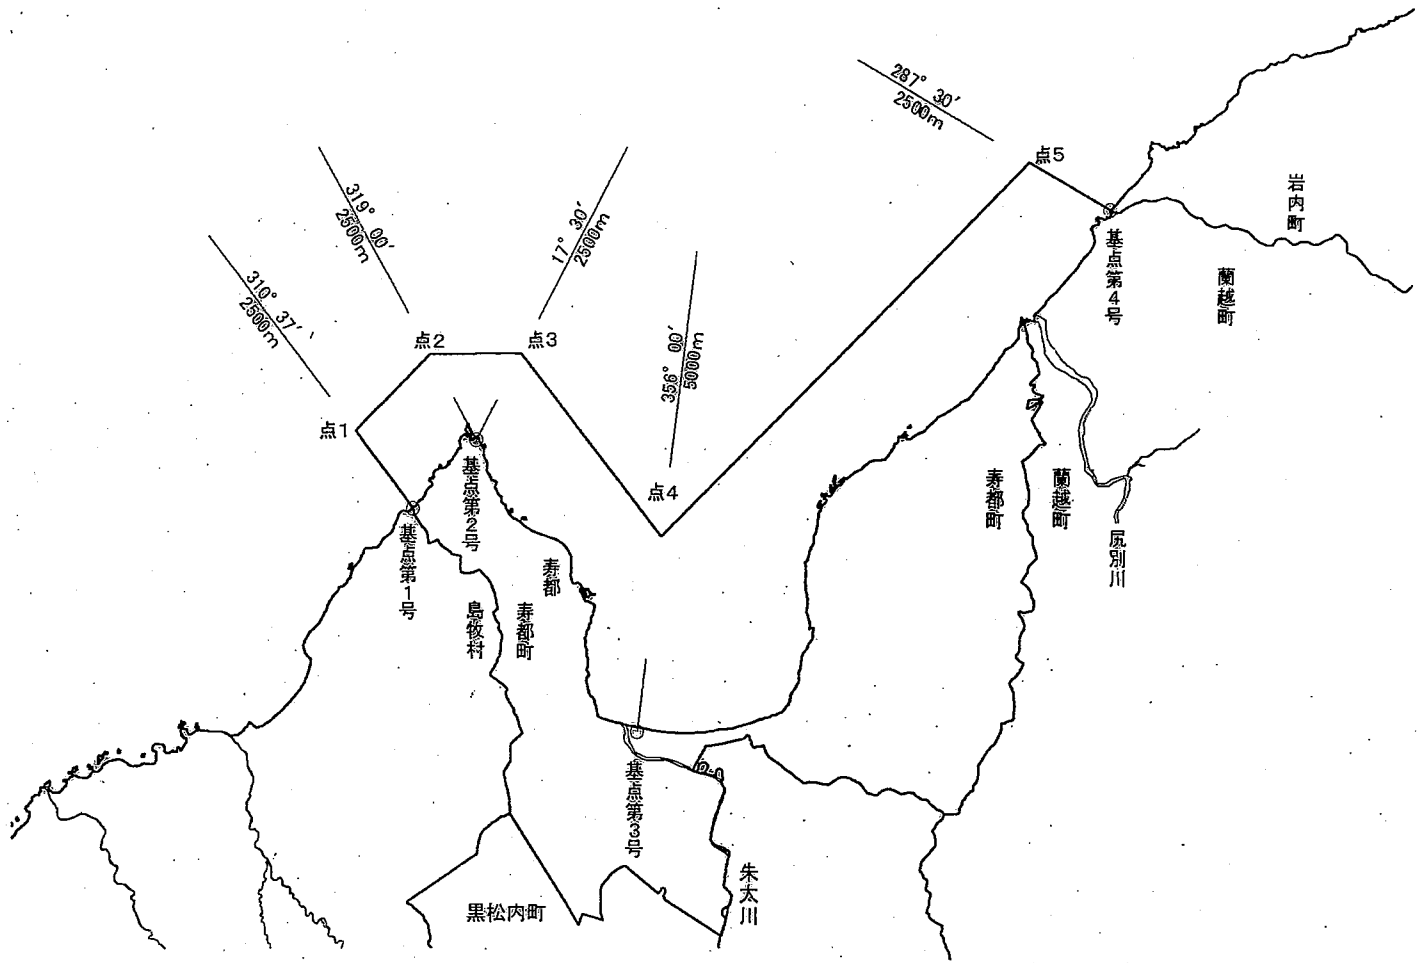 287° 30′
2500m
点5
岩内町
319° 00′
2500m
17° 30′
2500m
基点第4号
蘭越町
310° 37′
2500m
356° 00′
5000m
点2
点3
点1
点4
基点第2号
寿都町
蘭越町
基点第1号
寿都
尻別川
島牧村
寿都町
基点第3号
朱太川
黒松内町